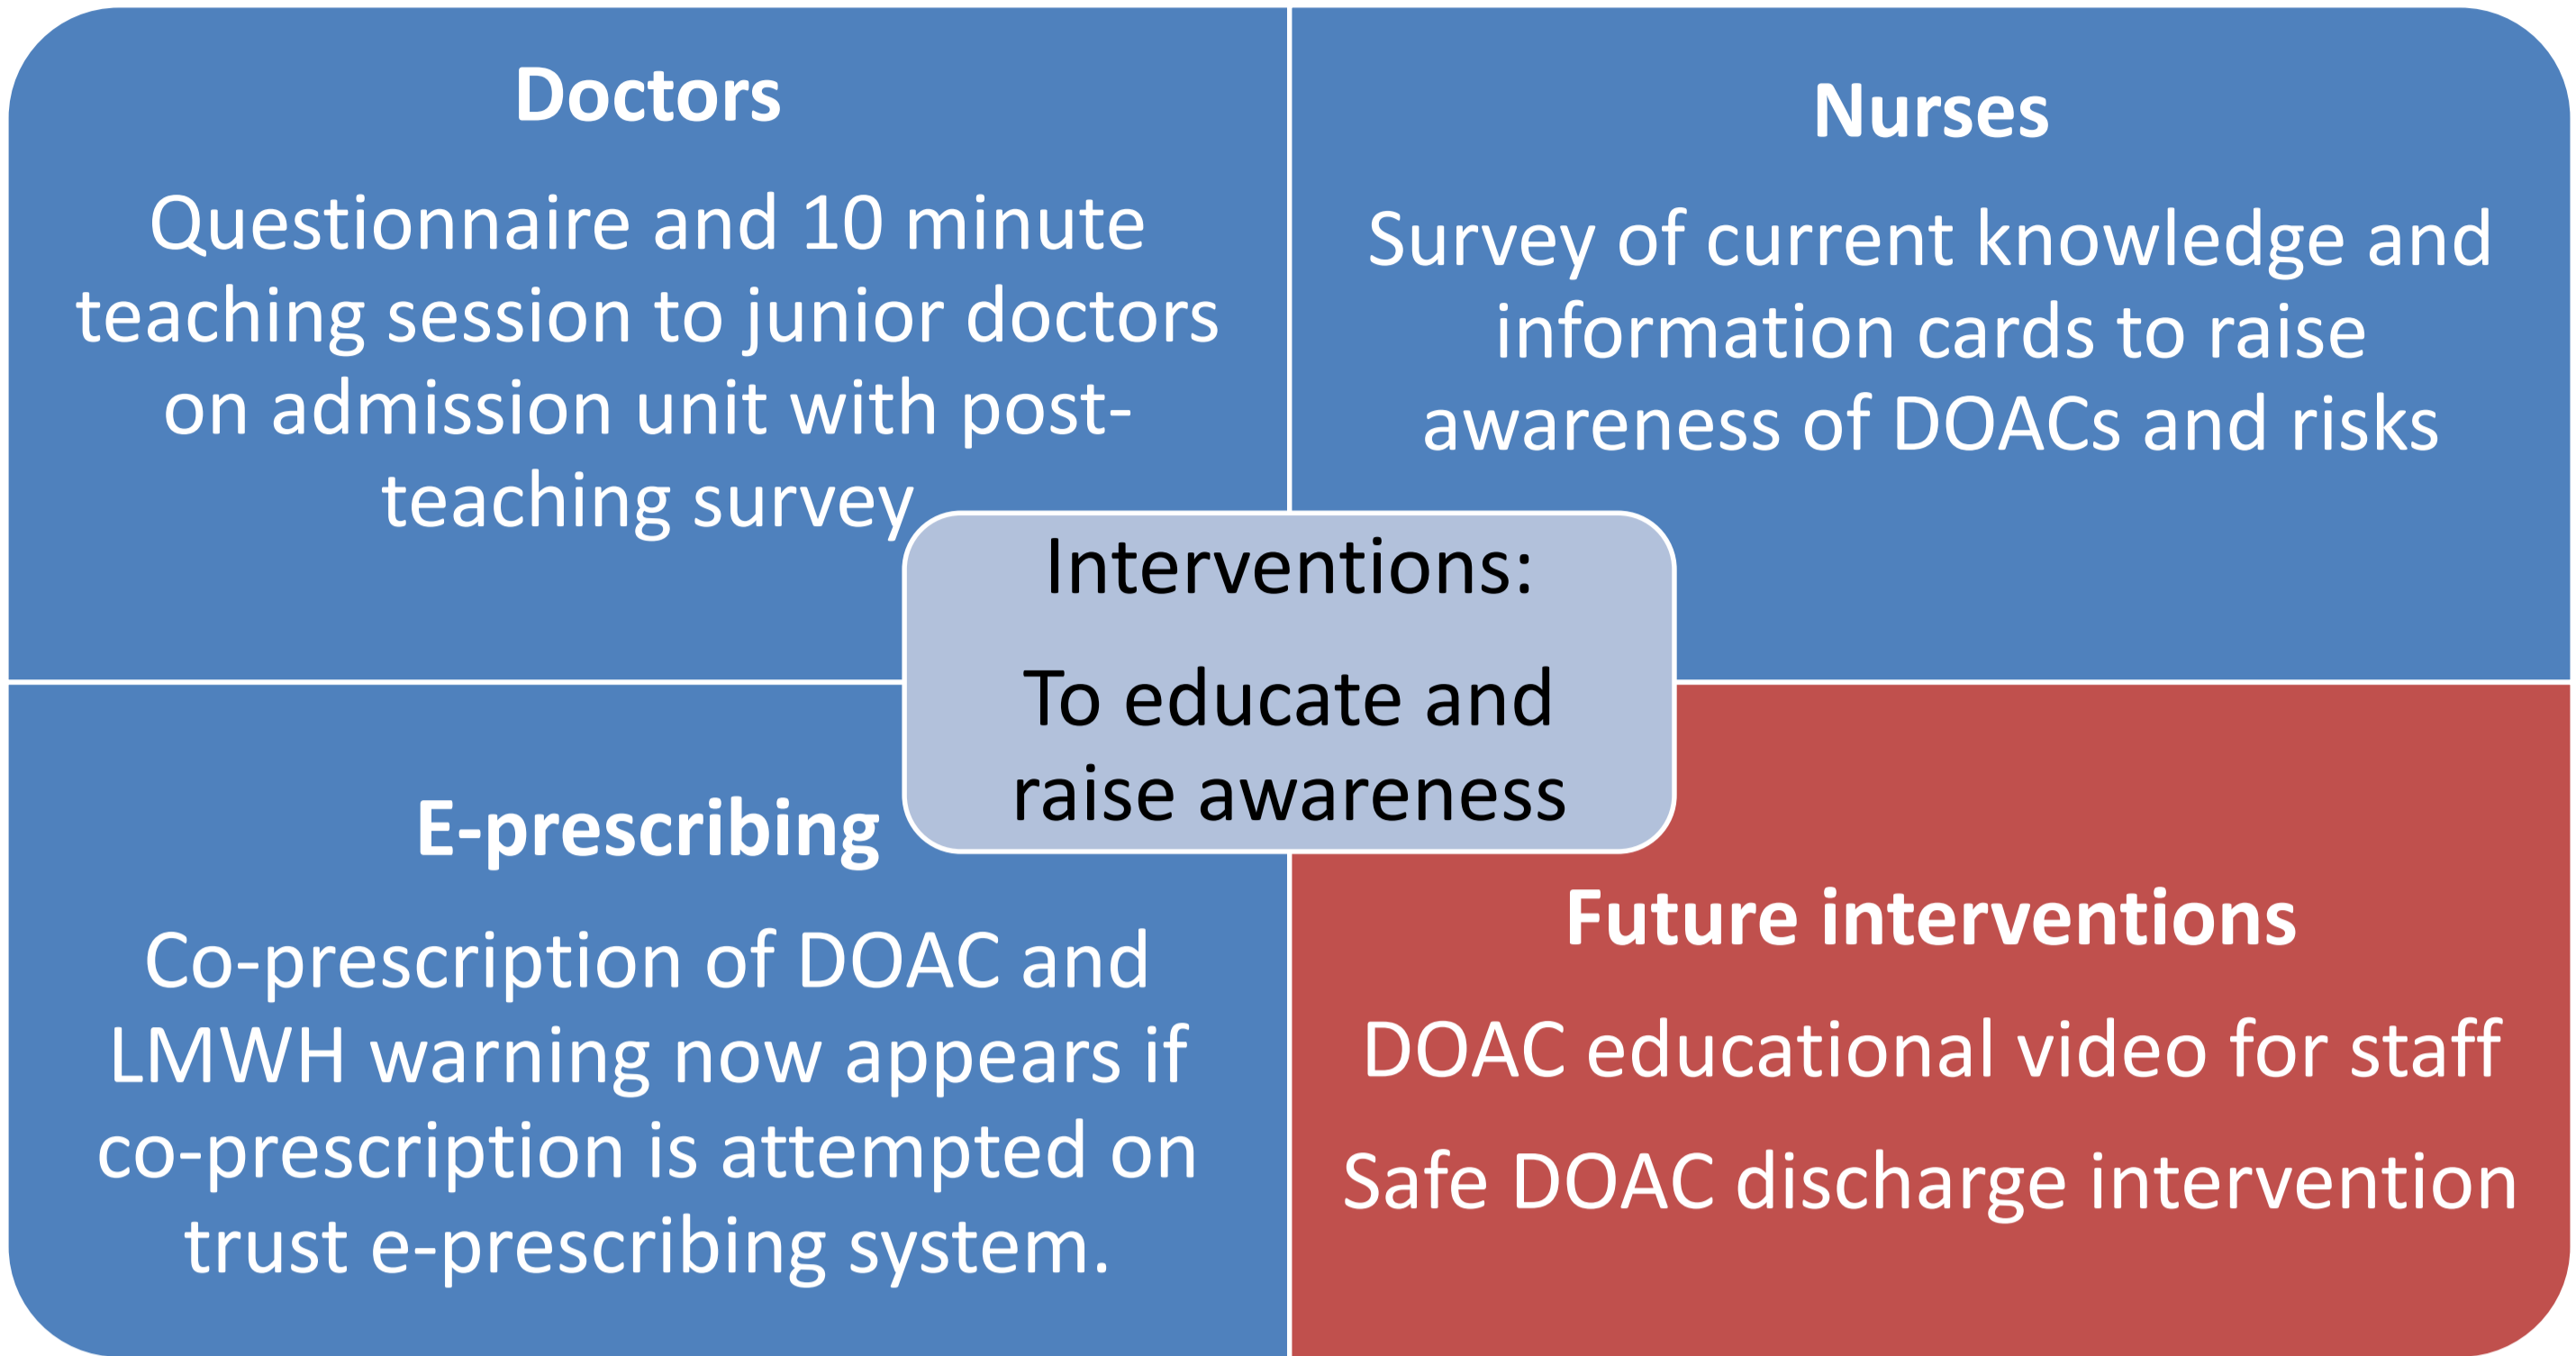 Doctors
Questionnaire and 10 minute
teaching session to junior doctors
on admission unit with post-
teaching survey
Nurses
Survey of current knowledge and
information cards to raise
awareness of DOACs and risks
Interventions:
To educate and
raise awareness
E-prescribing
Co-prescription of DOAC and
LMWH warning now appears if
co-prescription is attempted on
trust e-prescribing system.
Future interventions
DOAC educational video for staff
Safe DOAC discharge intervention